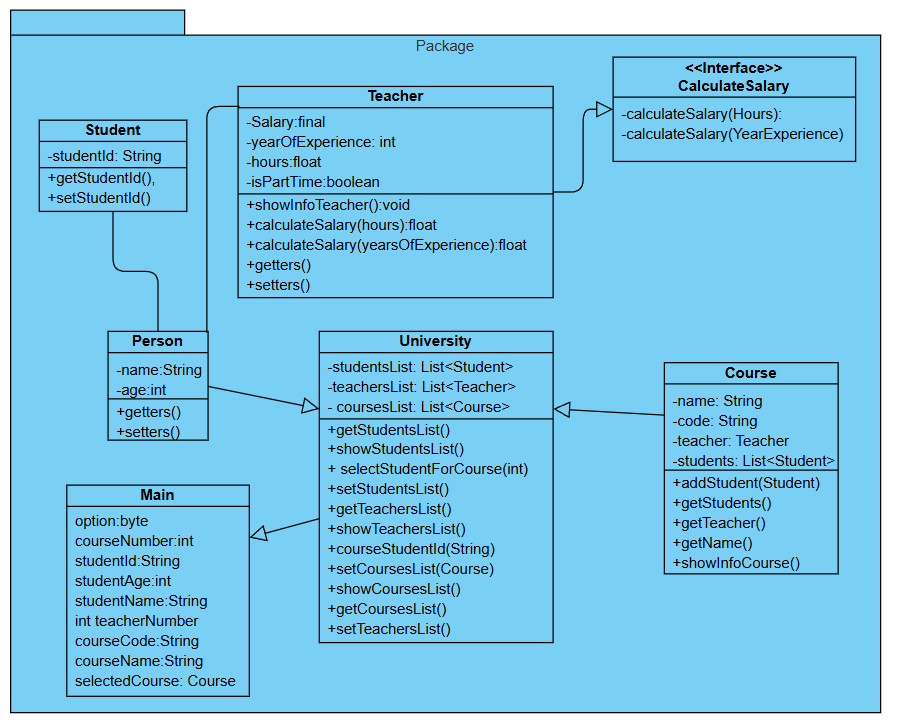 Package
<<Interface>>
CalculateSalary
-calculateSalary(Hours):
-calculateSalary(YearExperience)
Teacher
-Salary:final
-yearOfExperience: int
-hours:float
-isPartTime:boolean
+showInfoTeacher():void
+calculateSalary(hours):float
+calculateSalary(yearsOfExperience):float
+getters()
+setters()
Student
-studentId: String
+getStudentId(),
+setStudentId()
Person
-name:String
-age:int
+getters()
+setters()
University
-studentsList: List<Student>
-teachersList: List<Teacher>
- coursesList: List<Course>
+getStudentsList()
+showStudentsList()
+ selectStudentForCourse(int)
+setStudentsList()
+getTeachersList()
+showTeachersList()
+courseStudentId(String)
+setCoursesList(Course)
+showCoursesList()
+getCoursesList()
+setTeachersList()
Course
-name: String
-code: String
-teacher: Teacher
-students: List<Student>
+addStudent(Student)
+getStudents()
+getTeacher()
+getName()
+showInfoCourse()
Main
option:byte
courseNumber:int
studentId:String
studentAge:int
studentName:String
int teacherNumber
courseCode:String
courseName:String
selectedCourse: Course